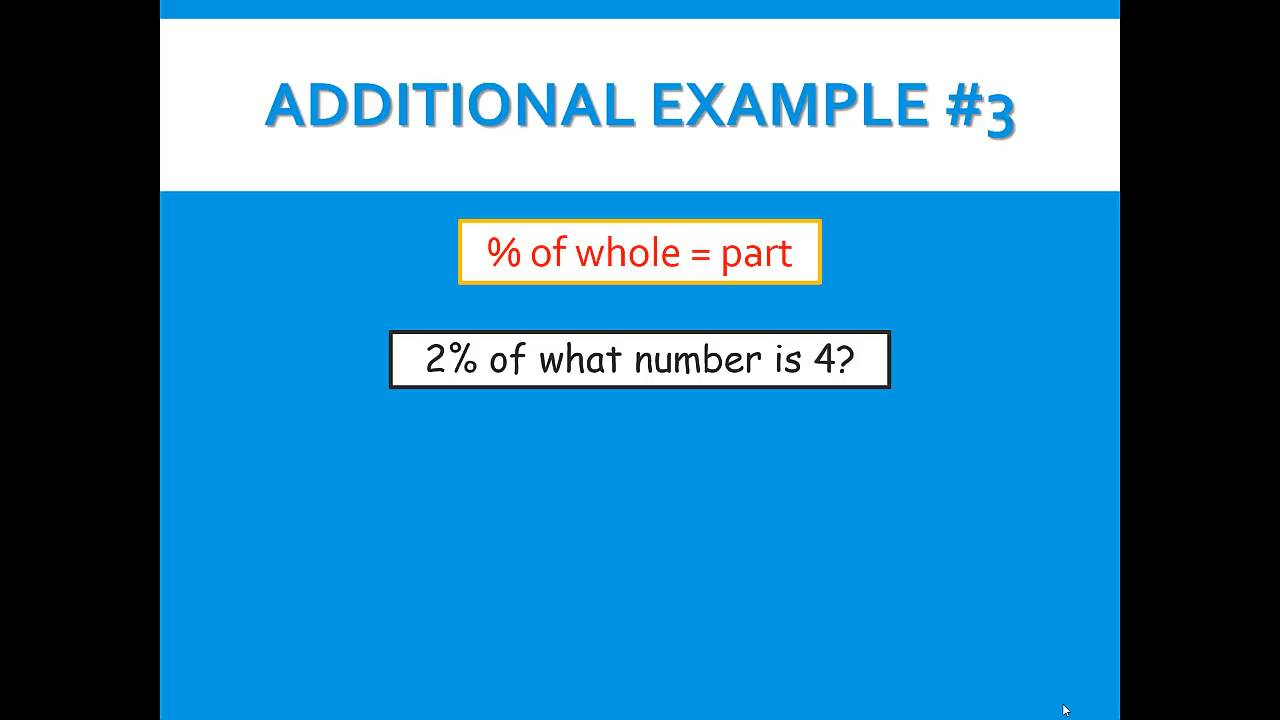 ADDITIONAL EXAMPLE #3
% of whole = part
2% of what number is 4?